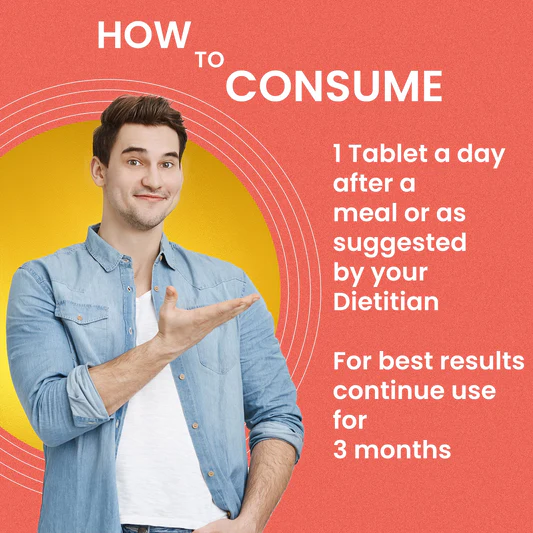 HOW
TO
CONSUME
1 Tablet a day
after a
meal or as
suggested
by your
Dietitian
For best results
continue use
for
3 months